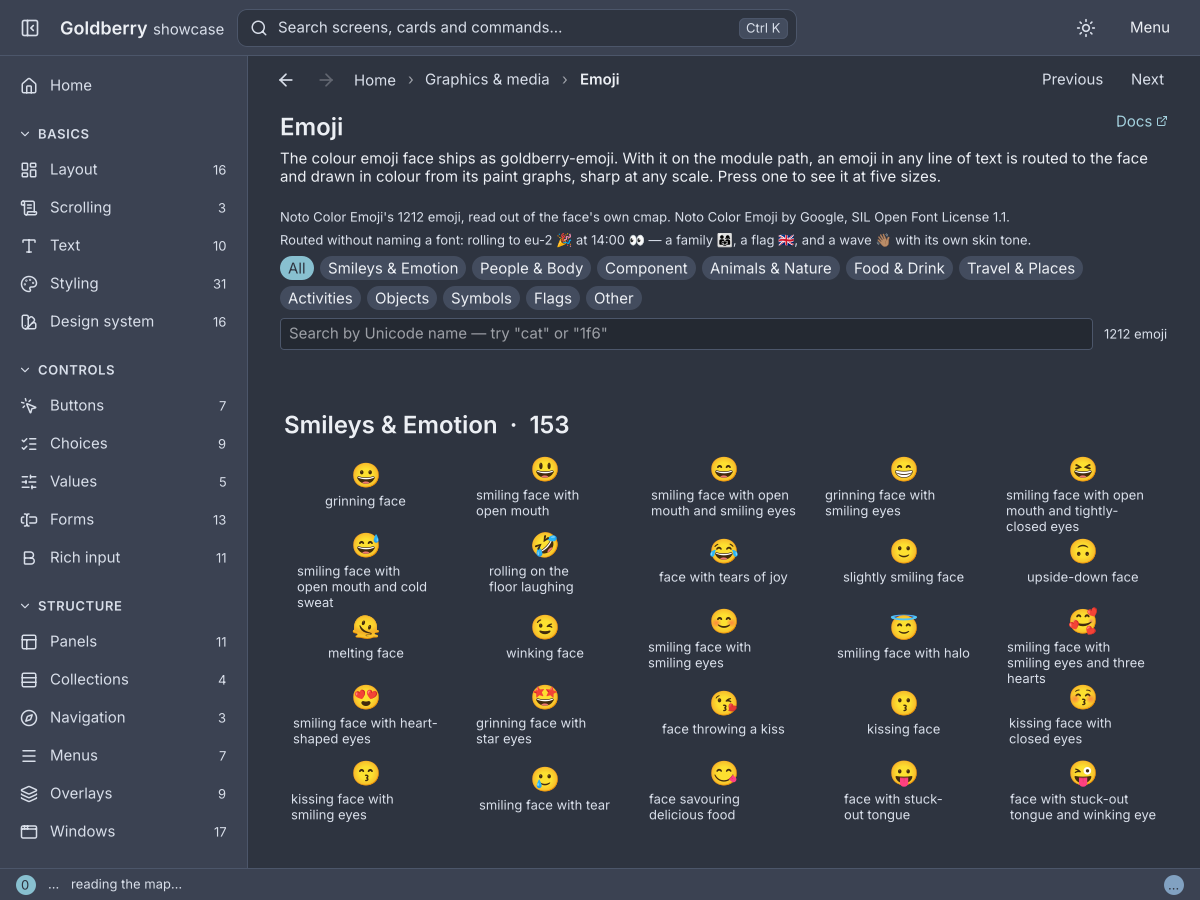 Goldberry showcase
Search screens, cards and commands...
Ctrl K
Menu
Home
BASICS
Layout 16
Scrolling 3
Text 10
Styling 31
Design system 16
CONTROLS
Buttons 7
Choices 9
Values 5
Forms 13
Rich input 11
STRUCTURE
Panels 11
Collections 4
Navigation 3
Menus 7
Overlays 9
Windows 17
Home › Graphics & media › Emoji
Previous Next
Emoji
Docs
The colour emoji face ships as goldberry-emoji. With it on the module path, an emoji in any line of text is routed to the face
and drawn in colour from its paint graphs, sharp at any scale. Press one to see it at five sizes.
Noto Color Emoji's 1212 emoji, read out of the face's own cmap. Noto Color Emoji by Google, SIL Open Font License 1.1.
Routed without naming a font: rolling to eu-2 🎉 at 14:00 👀 — a family 👨‍👩‍👧‍👦, a flag 🇬🇧, and a wave 👋🏽 with its own skin tone.
All Smileys & Emotion People & Body Component Animals & Nature Food & Drink Travel & Places
Activities Objects Symbols Flags Other
Search by Unicode name — try "cat" or "1f6"
1212 emoji
Smileys & Emotion · 153
grinning face
smiling face with
open mouth
smiling face with open
mouth and smiling eyes
grinning face with
smiling eyes
smiling face with open
mouth and tightly-
closed eyes
smiling face with
open mouth and cold
sweat
rolling on the
floor laughing
face with tears of joy
slightly smiling face
upside-down face
melting face
winking face
smiling face with
smiling eyes
smiling face with halo
smiling face with
smiling eyes and three
hearts
smiling face with heart-
shaped eyes
grinning face with
star eyes
face throwing a kiss
kissing face
kissing face with
closed eyes
kissing face with
smiling eyes
smiling face with tear
face savouring
delicious food
face with stuck-
out tongue
face with stuck-out
tongue and winking eye
0 ... reading the map...
...